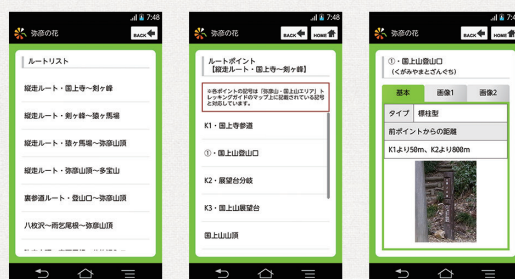 7:48
弥彦の花
BACK
ルートリスト
縦走ルート・国上寺〜剣ヶ峰
縦走ルート・剣ヶ峰〜猿ヶ馬場
縦走ルート・猿ヶ馬場〜弥彦山頂
縦走ルート・弥彦山頂〜多宝山
裏参道ルート・登山口〜弥彦山頂
八枚沢〜雨乞尾根〜弥彦山頂
7:48
弥彦の花
BACK HOME
ルートポイント
【縦走ルート・国上寺〜剣ヶ峰】
※各ポイントの記号は「弥彦山・国上山エリア」ト
レッキングガイドのマップ上に記載されている記号
と対応しています。
K1・国上寺参道
①・国上山登山口
K2・展望台分岐
K3・国上山展望台
国上山山頂
7:48
弥彦の花
BACK HOME
①・国上山登山口
（くがみやまとざんぐち）
基本 画像1 画像2
タイプ 標柱型
前ポイントからの距離
K1より50m、K2より800m